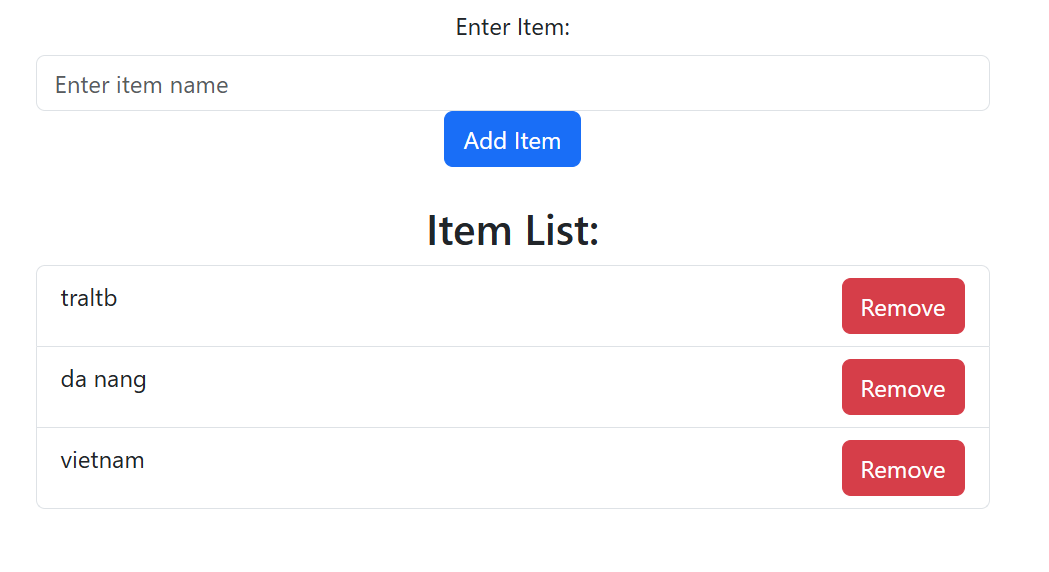 Enter Item:
Enter item name
Add Item
Item List:
traltb
Remove
da nang
Remove
vietnam
Remove